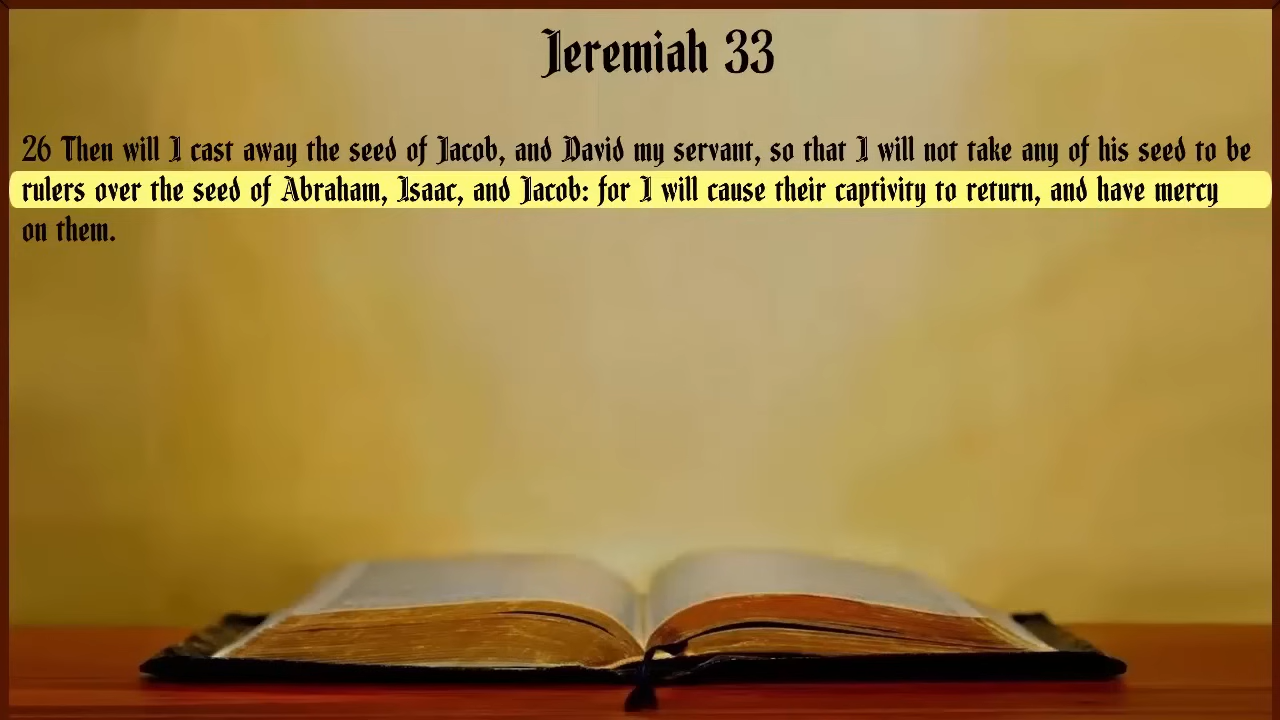 Jeremiah 33
26 Then will I cast away the seed of Jacob, and David my servant, so that I will not take any of his seed to be
rulers over the seed of Abraham, Isaac, and Jacob: for I will cause their captivity to return, and have mercy
on them.